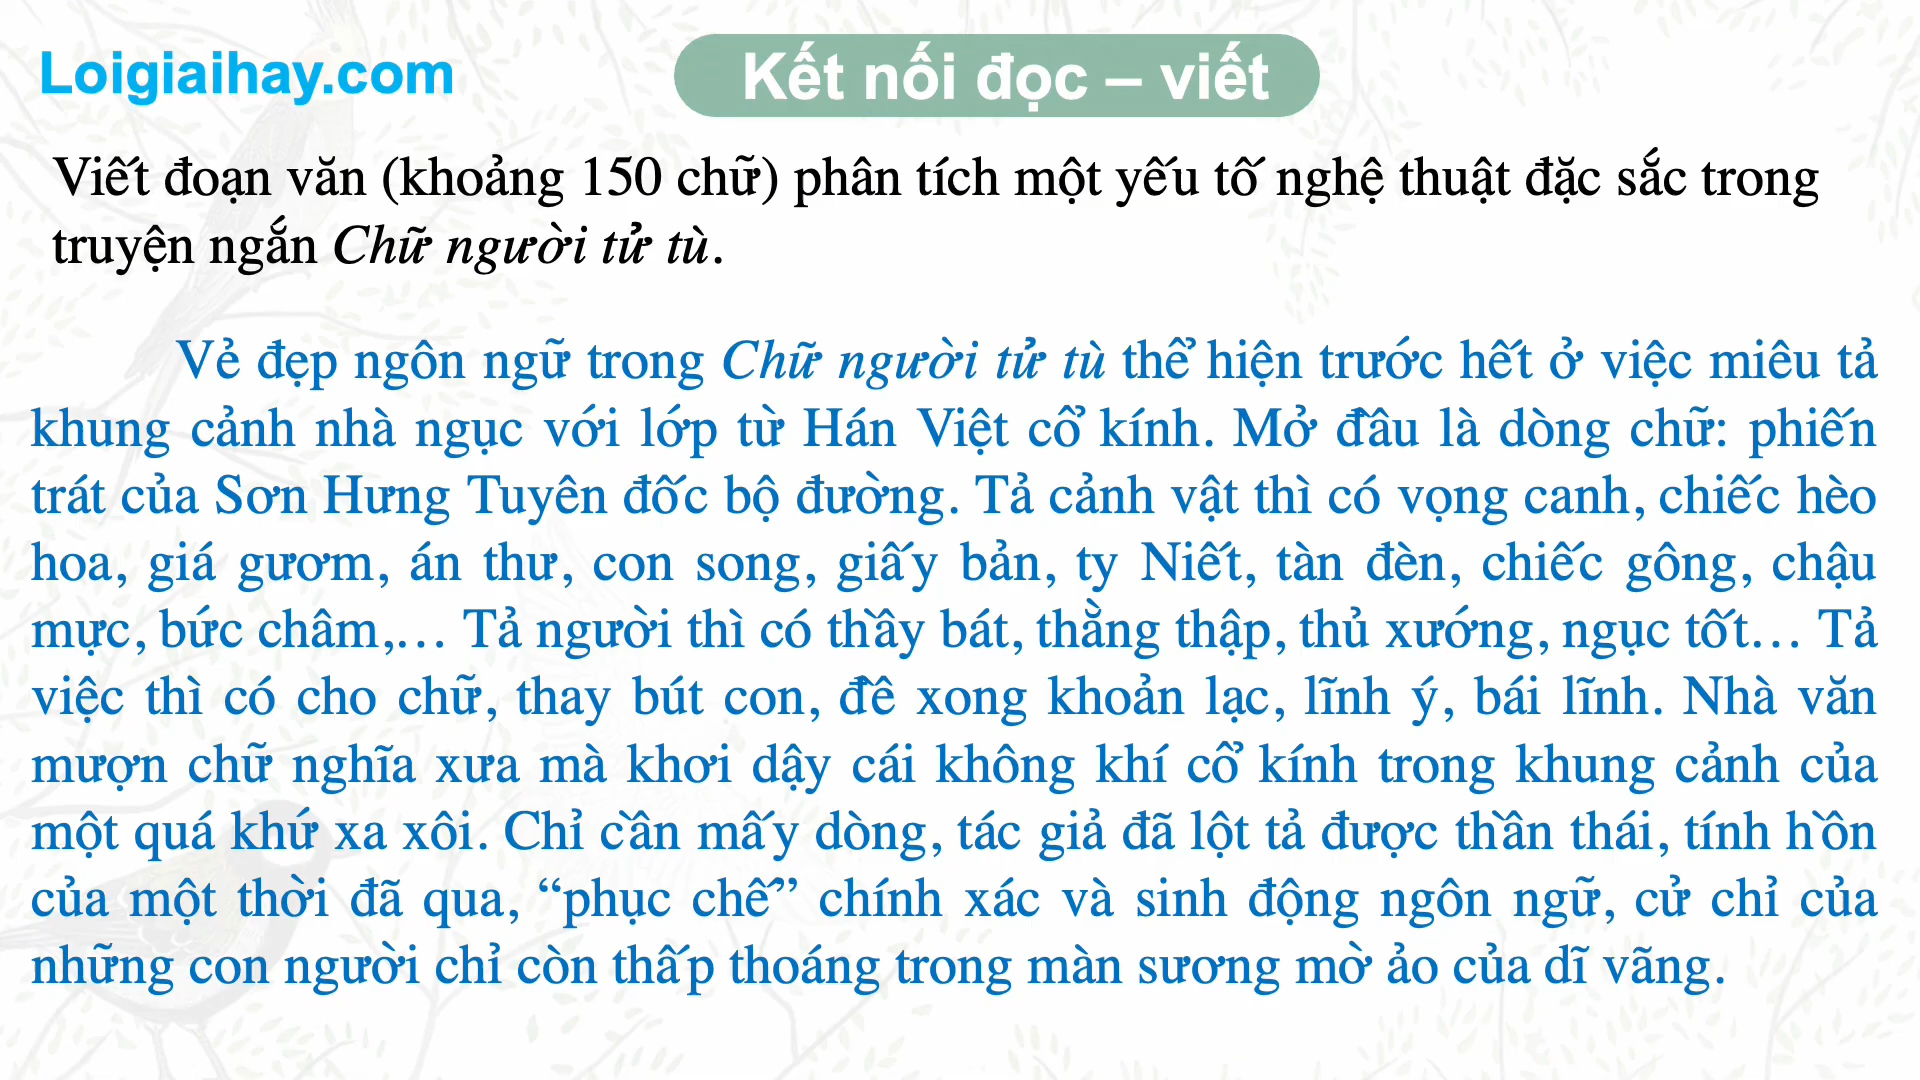 Loigiaihay.com
Kết nối đọc – viết
Viết đoạn văn (khoảng 150 chữ) phân tích một yếu tố nghệ thuật đặc sắc trong
truyện ngắn Chữ người tử tù.
Vẻ đẹp ngôn ngữ trong Chữ người tử tù thể hiện trước hết ở việc miêu tả
khung cảnh nhà ngục với lớp từ Hán Việt cổ kính. Mở đầu là dòng chữ: phiến
trát của Sơn Hưng Tuyên đốc bộ đường. Tả cảnh vật thì có vọng canh, chiếc hèo
hoa, giá gươm, án thư, con song, giấy bản, ty Niết, tàn đèn, chiếc gông, chậu
mực, bức châm,… Tả người thì có thầy bát, thằng thập, thủ xướng, ngục tốt… Tả
việc thì có cho chữ, thay bút con, đề xong khoản lạc, lĩnh ý, bái lĩnh. Nhà văn
mượn chữ nghĩa xưa mà khơi dậy cái không khí cổ kính trong khung cảnh của
một quá khứ xa xôi. Chỉ cần mấy dòng, tác giả đã lột tả được thần thái, tính hồn
của một thời đã qua, “phục chế” chính xác và sinh động ngôn ngữ, cử chỉ của
những con người chỉ còn thấp thoáng trong màn sương mờ ảo của dĩ vãng.